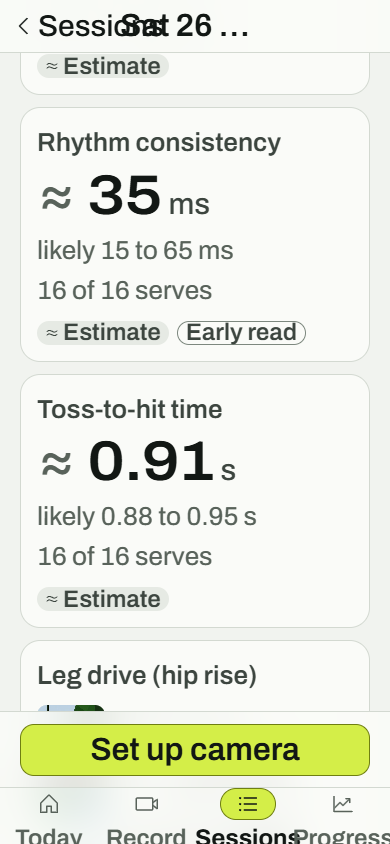 Sessions
Sat 26 …
≈ Estimate
Rhythm consistency
≈ 35 ms
likely 15 to 65 ms
16 of 16 serves
≈ Estimate Early read
Toss-to-hit time
≈ 0.91 s
likely 0.88 to 0.95 s
16 of 16 serves
≈ Estimate
Leg drive (hip rise)
Set up camera
Today Record Sessions Progress